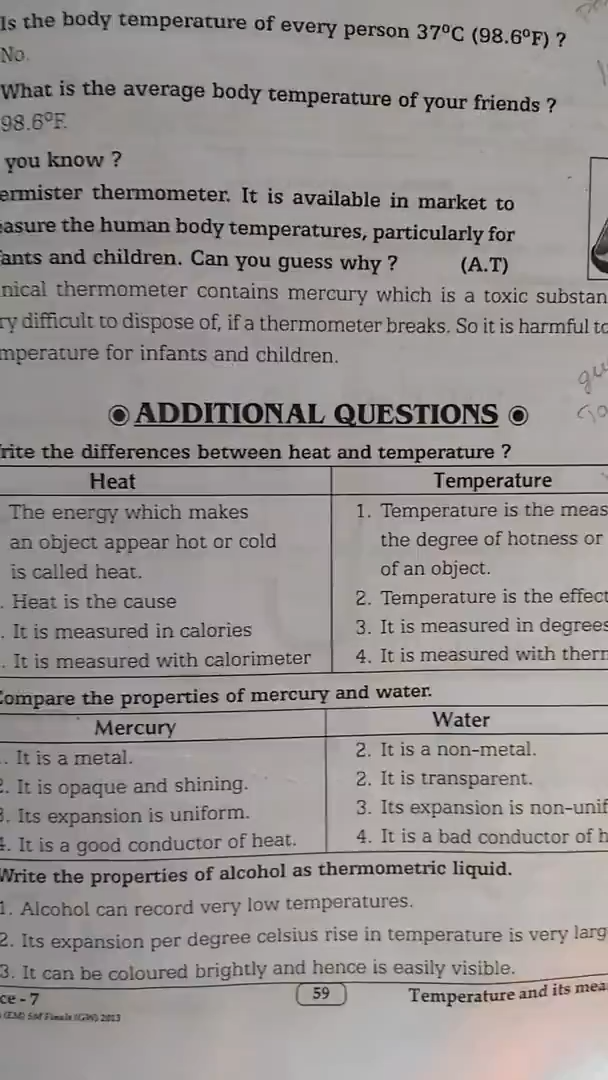 Is the body temperature of every person 37ºC (98.6ºF) ?
No.
What is the average body temperature of your friends ?
98.6ºF.
you know ?
ermister thermometer. It is available in market to
asure the human body temperatures, particularly for
ants and children. Can you guess why ? (A.T)
nical thermometer contains mercury which is a toxic substan
ry difficult to dispose of, if a thermometer breaks. So it is harmful to
mperature for infants and children.
ADDITIONAL QUESTIONS
rite the differences between heat and temperature ?
Heat Temperature
The energy which makes 1. Temperature is the meas
an object appear hot or cold the degree of hotness or
is called heat. of an object.
. Heat is the cause 2. Temperature is the effect
. It is measured in calories 3. It is measured in degrees
. It is measured with calorimeter 4. It is measured with ther
Compare the properties of mercury and water.
Mercury Water
. It is a metal. 2. It is a non-metal.
2. It is opaque and shining. 2. It is transparent.
3. Its expansion is uniform. 3. Its expansion is non-unif
4. It is a good conductor of heat. 4. It is a bad conductor of h
Write the properties of alcohol as thermometric liquid.
1. Alcohol can record very low temperatures.
2. Its expansion per degree celsius rise in temperature is very larg
3. It can be coloured brightly and hence is easily visible.
ce - 7 59 Temperature and its mea
(EM) SM Finals (GW) 2013